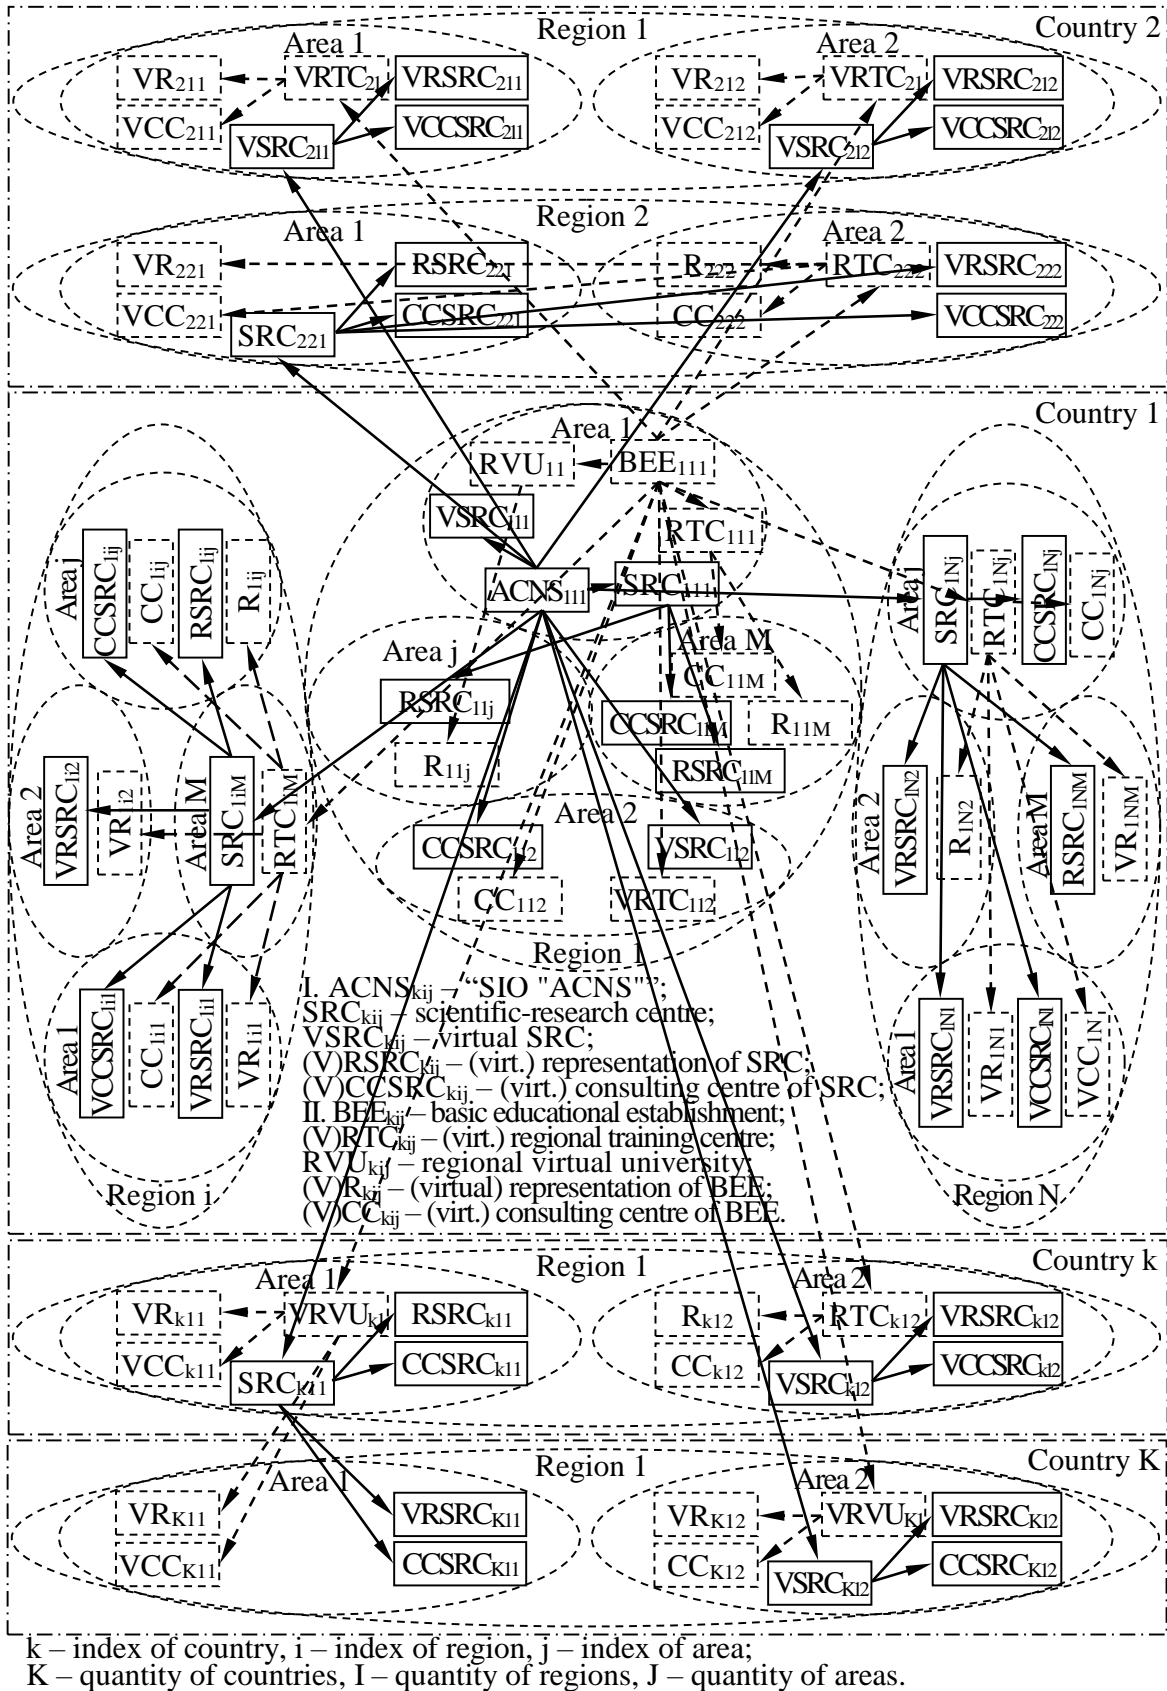 Region 1
Country 2
Area 1
Area 2
VR211
VRTC21
VRSRC211
VR212
VRTC21
VRSRC212
VCC211
VSRC211
VCCSRC211
VCC212
VSRC212
VCCSRC212
Region 2
Area 1
Area 2
VR221
RSRC221
R222
RTC222
VRSRC222
VCC221
SRC221
CCSRC221
CC222
VCCSRC222
Country 1
Area 1
RVU11
BEE111
VSRC111
RTC111
ACNS111
SRC111
Area j
CCSRC1ij
CC1ij
RSRC1ij
R1ij
Area j
SRC1Nj
RTC1Nj
CCSRC1Nj
CC1Nj
Area j
RSRC11j
R11j
Area M
CC11M
CCSRC11M
R11M
RSRC11M
Area 2
VRSRC1i2
VR1i2
Area M
SRC1iM
RTC1iM
Area 2
CCSRC112
VSRC112
CC112
VRTC112
Region 1
Area 2
VRSRC1N2
R1N2
Area M
RSRC1NM
VR1NM
Area 1
VCCSRC1i1
CC1i1
VRSRC1i1
VR1i1
Region i
Area 1
VRSRC1N1
VR1N1
VCCSRC1N1
VCC1N
Region N
I. ACNSkij – “SIO "ACNS"”;
SRCkij – scientific-research centre;
VSRCkij – virtual SRC;
(V)RSRCkij – (virt.) representation of SRC;
(V)CCSRCkij – (virt.) consulting centre of SRC;
II. BEEkij – basic educational establishment;
(V)RTCkij – (virt.) regional training centre;
RVUkij – regional virtual university;
(V)Rkij – (virtual) representation of BEE;
(V)CCkij – (virt.) consulting centre of BEE.
Region 1
Country k
Area 1
Area 2
VRk11
VRVUk1
RSRCk11
Rk12
RTCk12
VRSRCk12
VCCk11
SRCk11
CCSRCk11
CCk12
VSRCk12
VCCSRCk12
Region 1
Country K
Area 1
Area 2
VRK11
VRSRCK11
VRK12
VRVUK1
VRSRCK12
VCCK11
CCSRCK11
CCK12
VSRCK12
CCSRCK12
k – index of country, i – index of region, j – index of area;
K – quantity of countries, I – quantity of regions, J – quantity of areas.